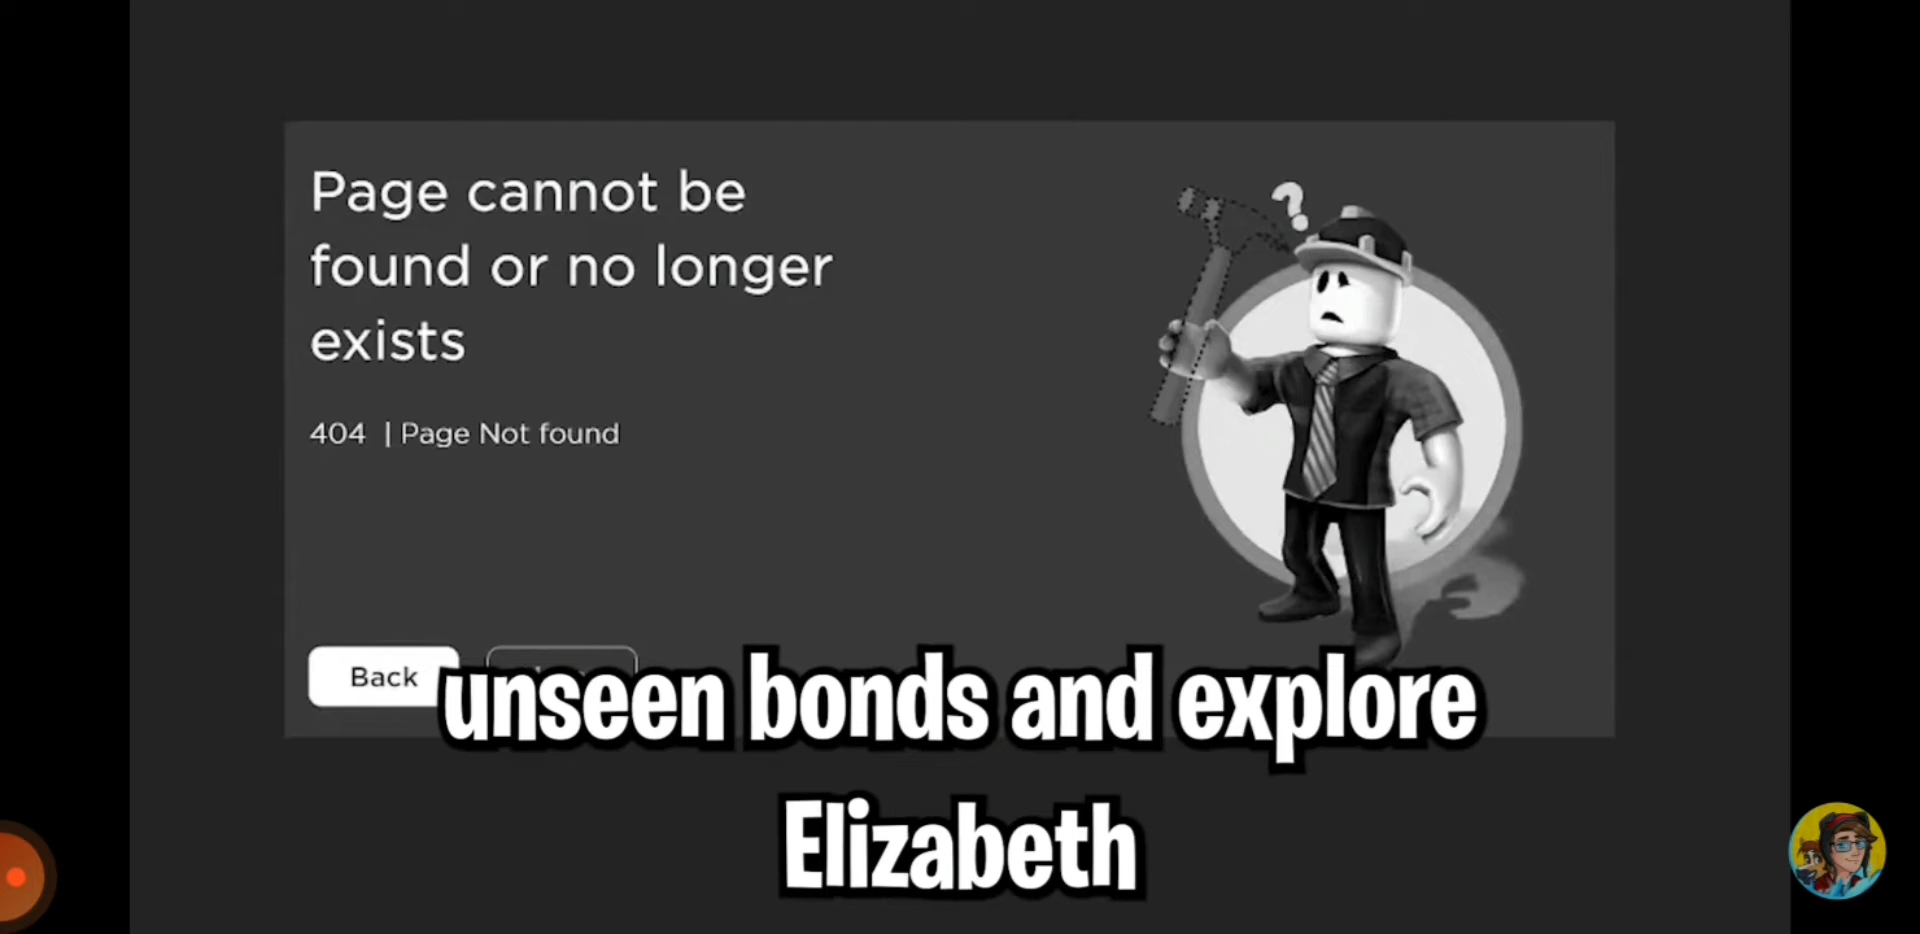 Page cannot be
found or no longer
exists
404 | Page Not found
Back
unseen bonds and explore
Elizabeth